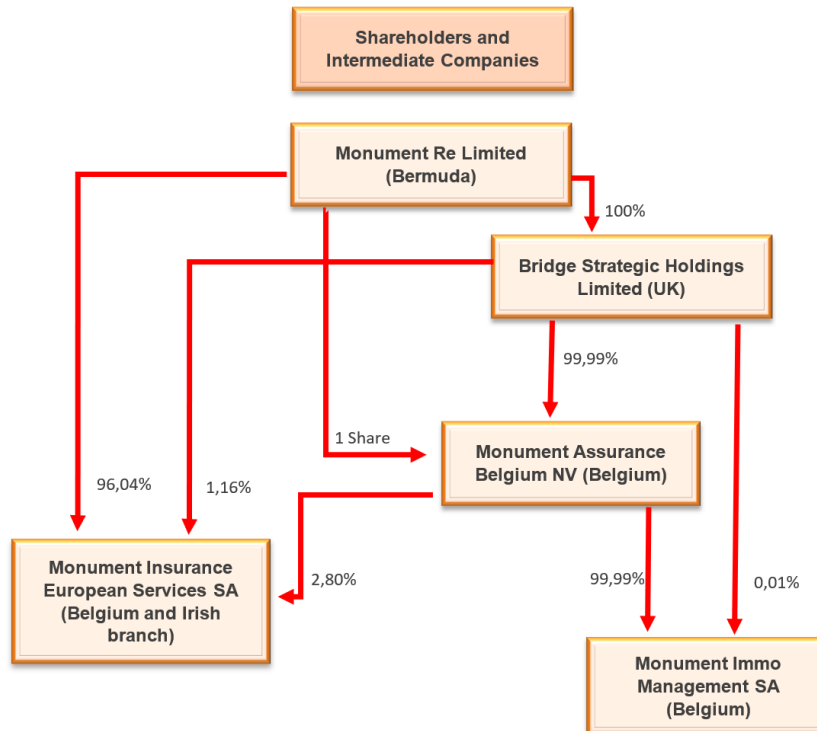 Shareholders and
Intermediate Companies
Monument Re Limited
(Bermuda)
100%
Bridge Strategic Holdings
Limited (UK)
99,99%
1 Share
Monument Assurance
Belgium NV (Belgium)
96,04%
1,16%
Monument Insurance
European Services SA
(Belgium and Irish
branch)
2,80%
99,99%
0,01%
Monument Immo
Management SA
(Belgium)